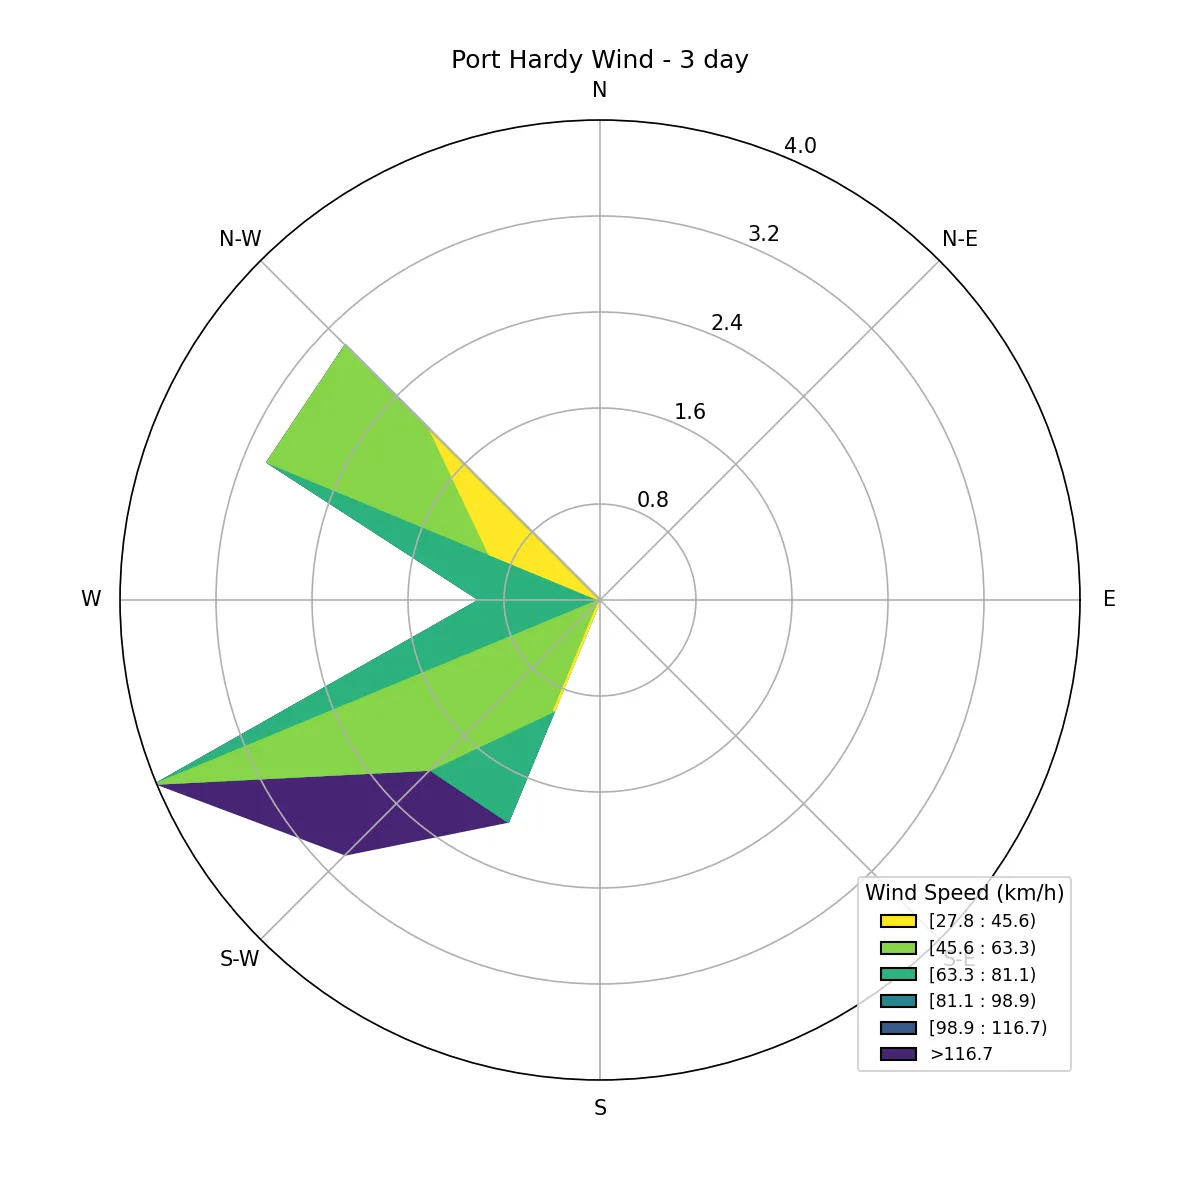 Port Hardy Wind - 3 day
N
4.0
N-W
N-E
3.2
2.4
1.6
0.8
W
E
S-W
S-E
Wind Speed (km/h)
[27.8 : 45.6)
[45.6 : 63.3)
[63.3 : 81.1)
[81.1 : 98.9)
[98.9 : 116.7)
>116.7
S